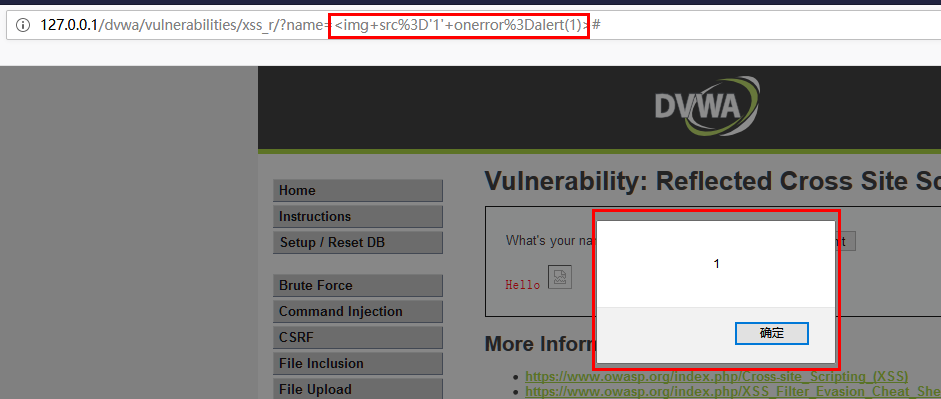 127.0.0.1/dvwa/vulnerabilities/xss_r/?name=<img+src%3D'1'+onerror%3Dalert(1)>#
DVWA
Home
Instructions
Setup / Reset DB
Brute Force
Command Injection
CSRF
File Inclusion
File Upload
Vulnerability: Reflected Cross Site Sc
What's your na
Hello
1
确定
More Inforn
https://www.owasp.org/index.php/Cross-site_Scripting_(XSS)
https://www.owasp.org/index.php/XSS_Filter_Evasion_Cheat_She